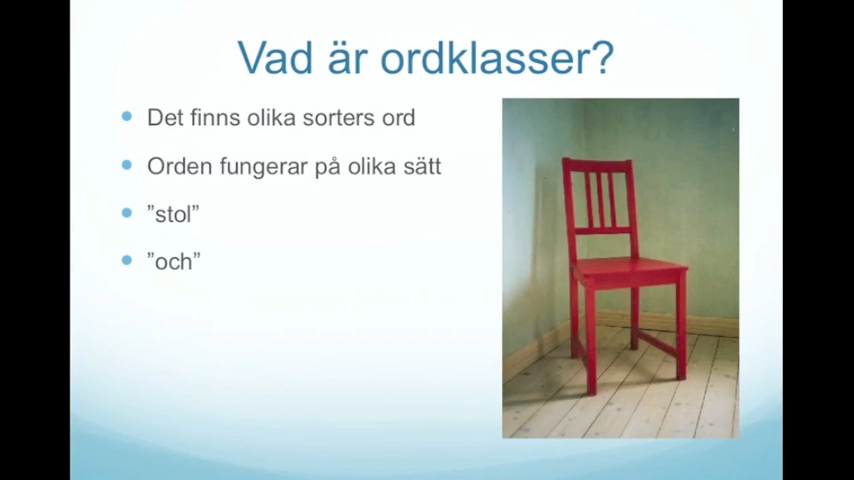 Vad är ordklasser?
Det finns olika sorters ord
Orden fungerar på olika sätt
”stol”
”och”